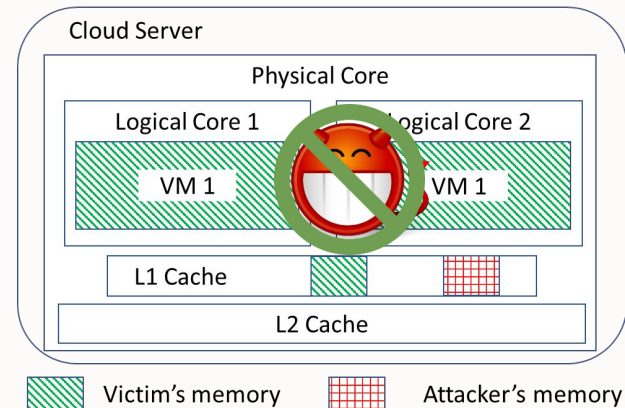 Cloud Server
Physical Core
Logical Core 1
Logical Core 2
VM 1
VM 1
L1 Cache
L2 Cache
Victim's memory
Attacker's memory